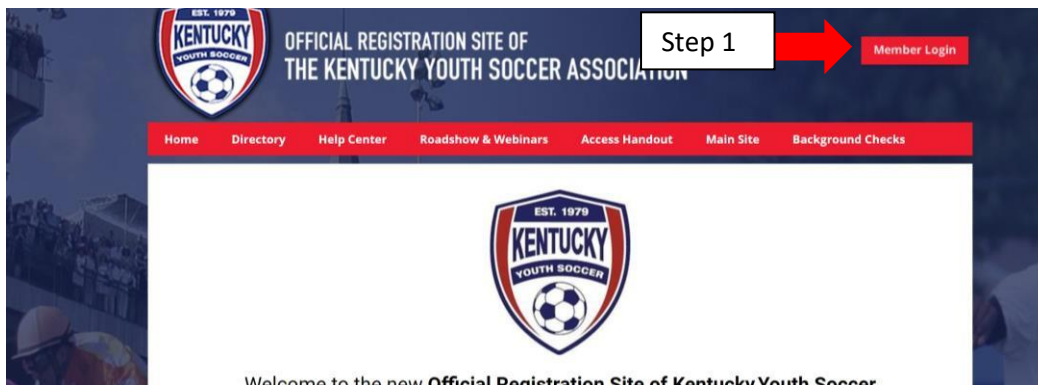 EST. 1979
KENTUCKY
YOUTH SOCCER
OFFICIAL REGISTRATION SITE OF
THE KENTUCKY YOUTH SOCCER ASSOCIATION
Step 1
Member Login
Home Directory Help Center Roadshow & Webinars Access Handout Main Site Background Checks
EST. 1979
KENTUCKY
YOUTH SOCCER
Welcome to the new Official Registration Site of Kentucky Youth Soccer